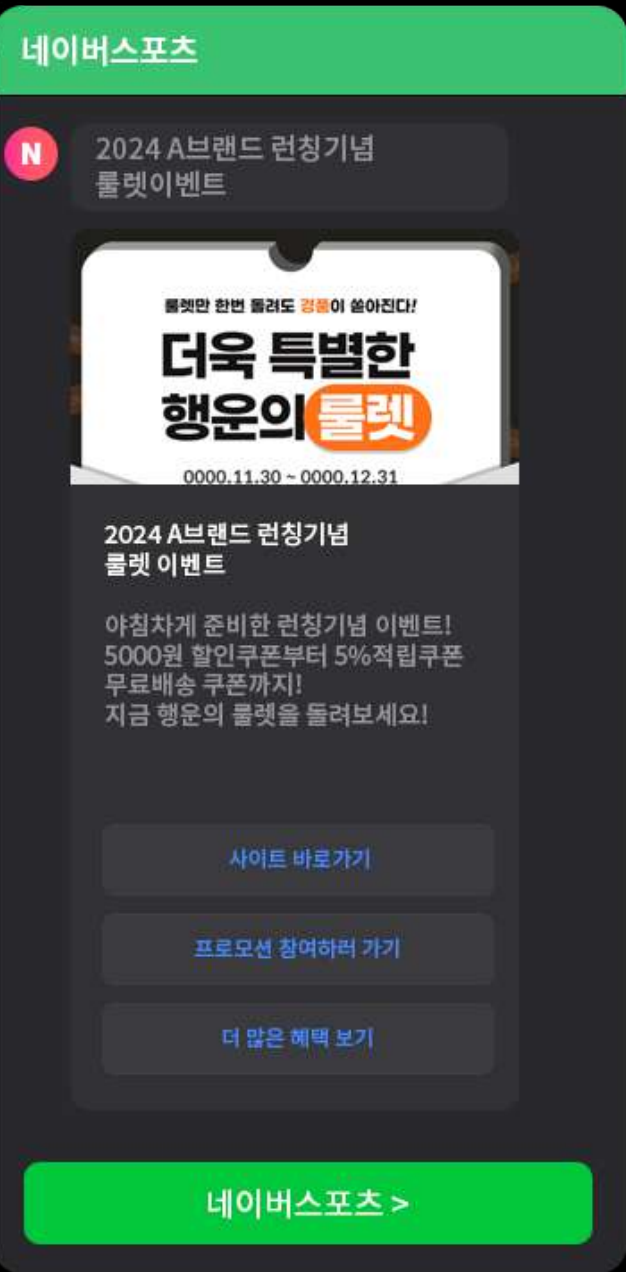 네이버스포츠
N
2024 A브랜드 런칭기념
룰렛이벤트
룰렛만 한번 돌려도 경품이 쏟아진다!
더욱 특별한
행운의 룰렛
0000.11.30 ~ 0000.12.31
2024 A브랜드 런칭기념
룰렛 이벤트
야침차게 준비한 런칭기념 이벤트!
5000원 할인쿠폰부터 5%적립쿠폰
무료배송 쿠폰까지!
지금 행운의 룰렛을 돌려보세요!
사이트 바로가기
프로모션 참여하러 가기
더 많은 혜택 보기
네이버스포츠 >